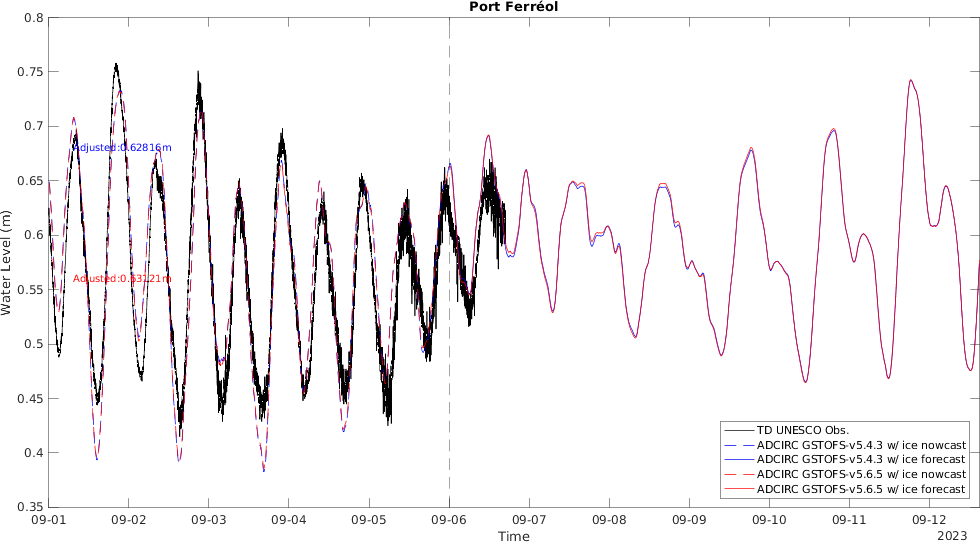 Port Ferréol
0.8
0.75
0.7
0.65
0.6
0.55
0.5
0.45
0.4
0.35
Water Level (m)
Adjusted:0.62816m
Adjusted:0.53121m
TD UNESCO Obs.
ADCIRC GSTOFS-v5.4.3 w/ ice nowcast
ADCIRC GSTOFS-v5.4.3 w/ ice forecast
ADCIRC GSTOFS-v5.6.5 w/ ice nowcast
ADCIRC GSTOFS-v5.6.5 w/ ice forecast
09-01 09-02 09-03 09-04 09-05 09-06 09-07 09-08 09-09 09-10 09-11 09-12
Time
2023